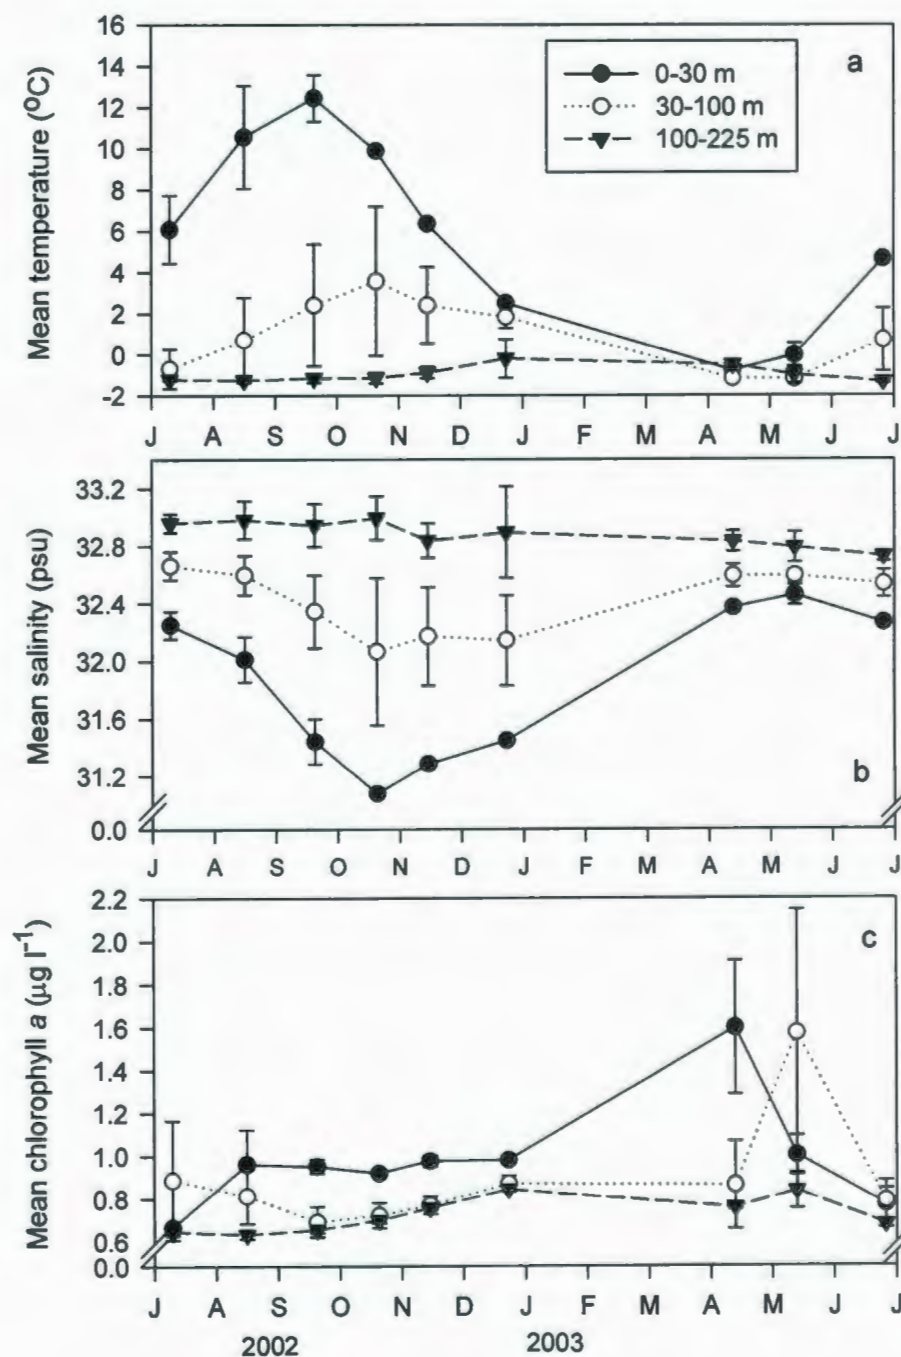 16
14
12
10
8
6
4
2
0
-2
Mean temperature (ºC)
a
0-30 m
30-100 m
100-225 m
J A S O N D J F M A M J J
33.2
32.8
32.4
32.0
31.6
31.2
0.0
Mean salinity (psu)
b
J A S O N D J F M A M J J
2.2
2.0
1.8
1.6
1.4
1.2
1.0
0.8
0.6
0.0
Mean chlorophyll a (µg l⁻¹)
c
J A S O N D J F M A M J J
2002 2003